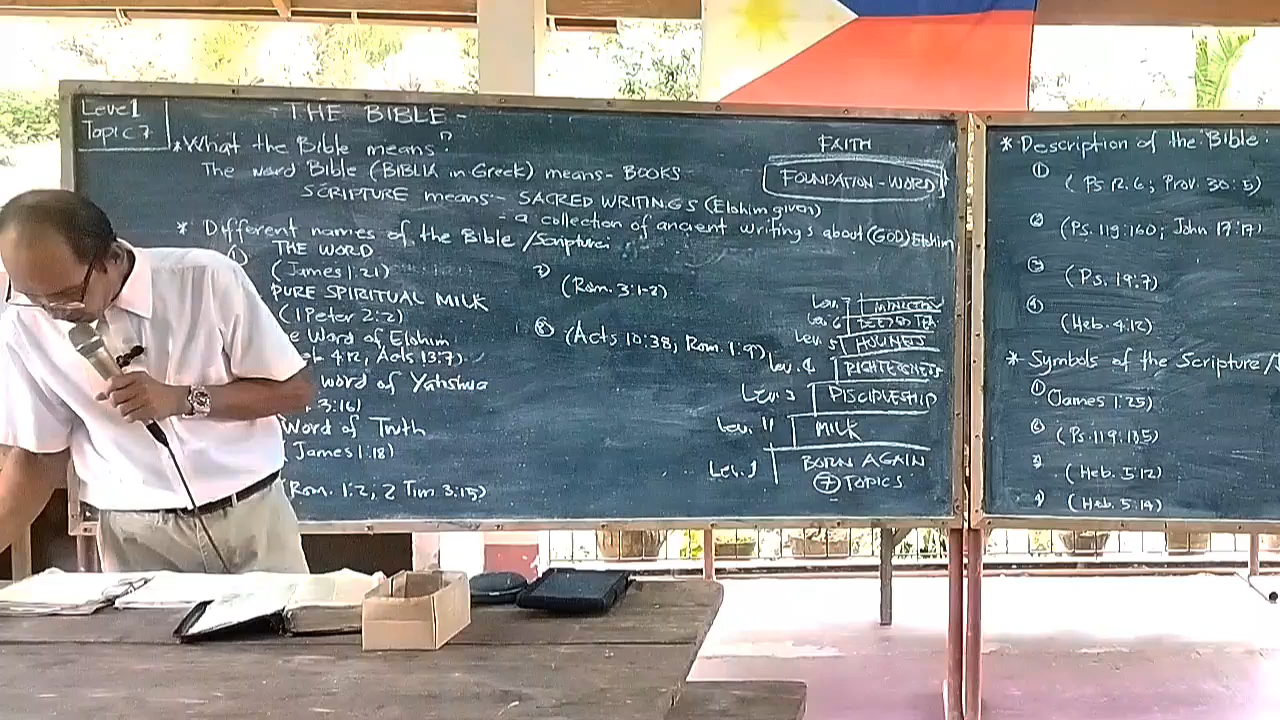 Level 1
Topic 7
- THE BIBLE -
* What the Bible means?
The word Bible (BIBLIA in Greek) means - BOOKS
SCRIPTURE means - SACRED WRITINGS (Elohim given)
- a collection of ancient writings about (GOD) Elohim
* Different names of the Bible / Scripture:
① THE WORD
(James 1:21)
PURE SPIRITUAL MILK
(1 Peter 2:2)
Word of Elohim
4:12, Acts 13:7)
word of Yahshua
3:16)
Word of Truth
James 1:18)
(Rom. 1:2, 2 Tim. 3:15)
7) (Rom. 3:1-2)
⑧ (Acts 10:38, Rom. 1:9)
FAITH
FOUNDATION - WORD
Lev. 7 MINISTRY
Lev. 6
Lev. 5 HOLINESS
Lev. 4 RIGHTEOUSNESS
Lev. 3 DISCIPLESHIP
Lev. 11 MILK
Lev. 1 BORN AGAIN
⑦ TOPICS
* Description of the Bible.
① (Ps 12:6; Prov. 30:5)
② (Ps. 119:160; John 17:17)
③ (Ps. 19:7)
④ (Heb. 4:12)
* Symbols of the Scripture /
① (James 1:25)
② (Ps. 119:105)
3) (Heb. 5:12)
4) (Heb. 5:14)